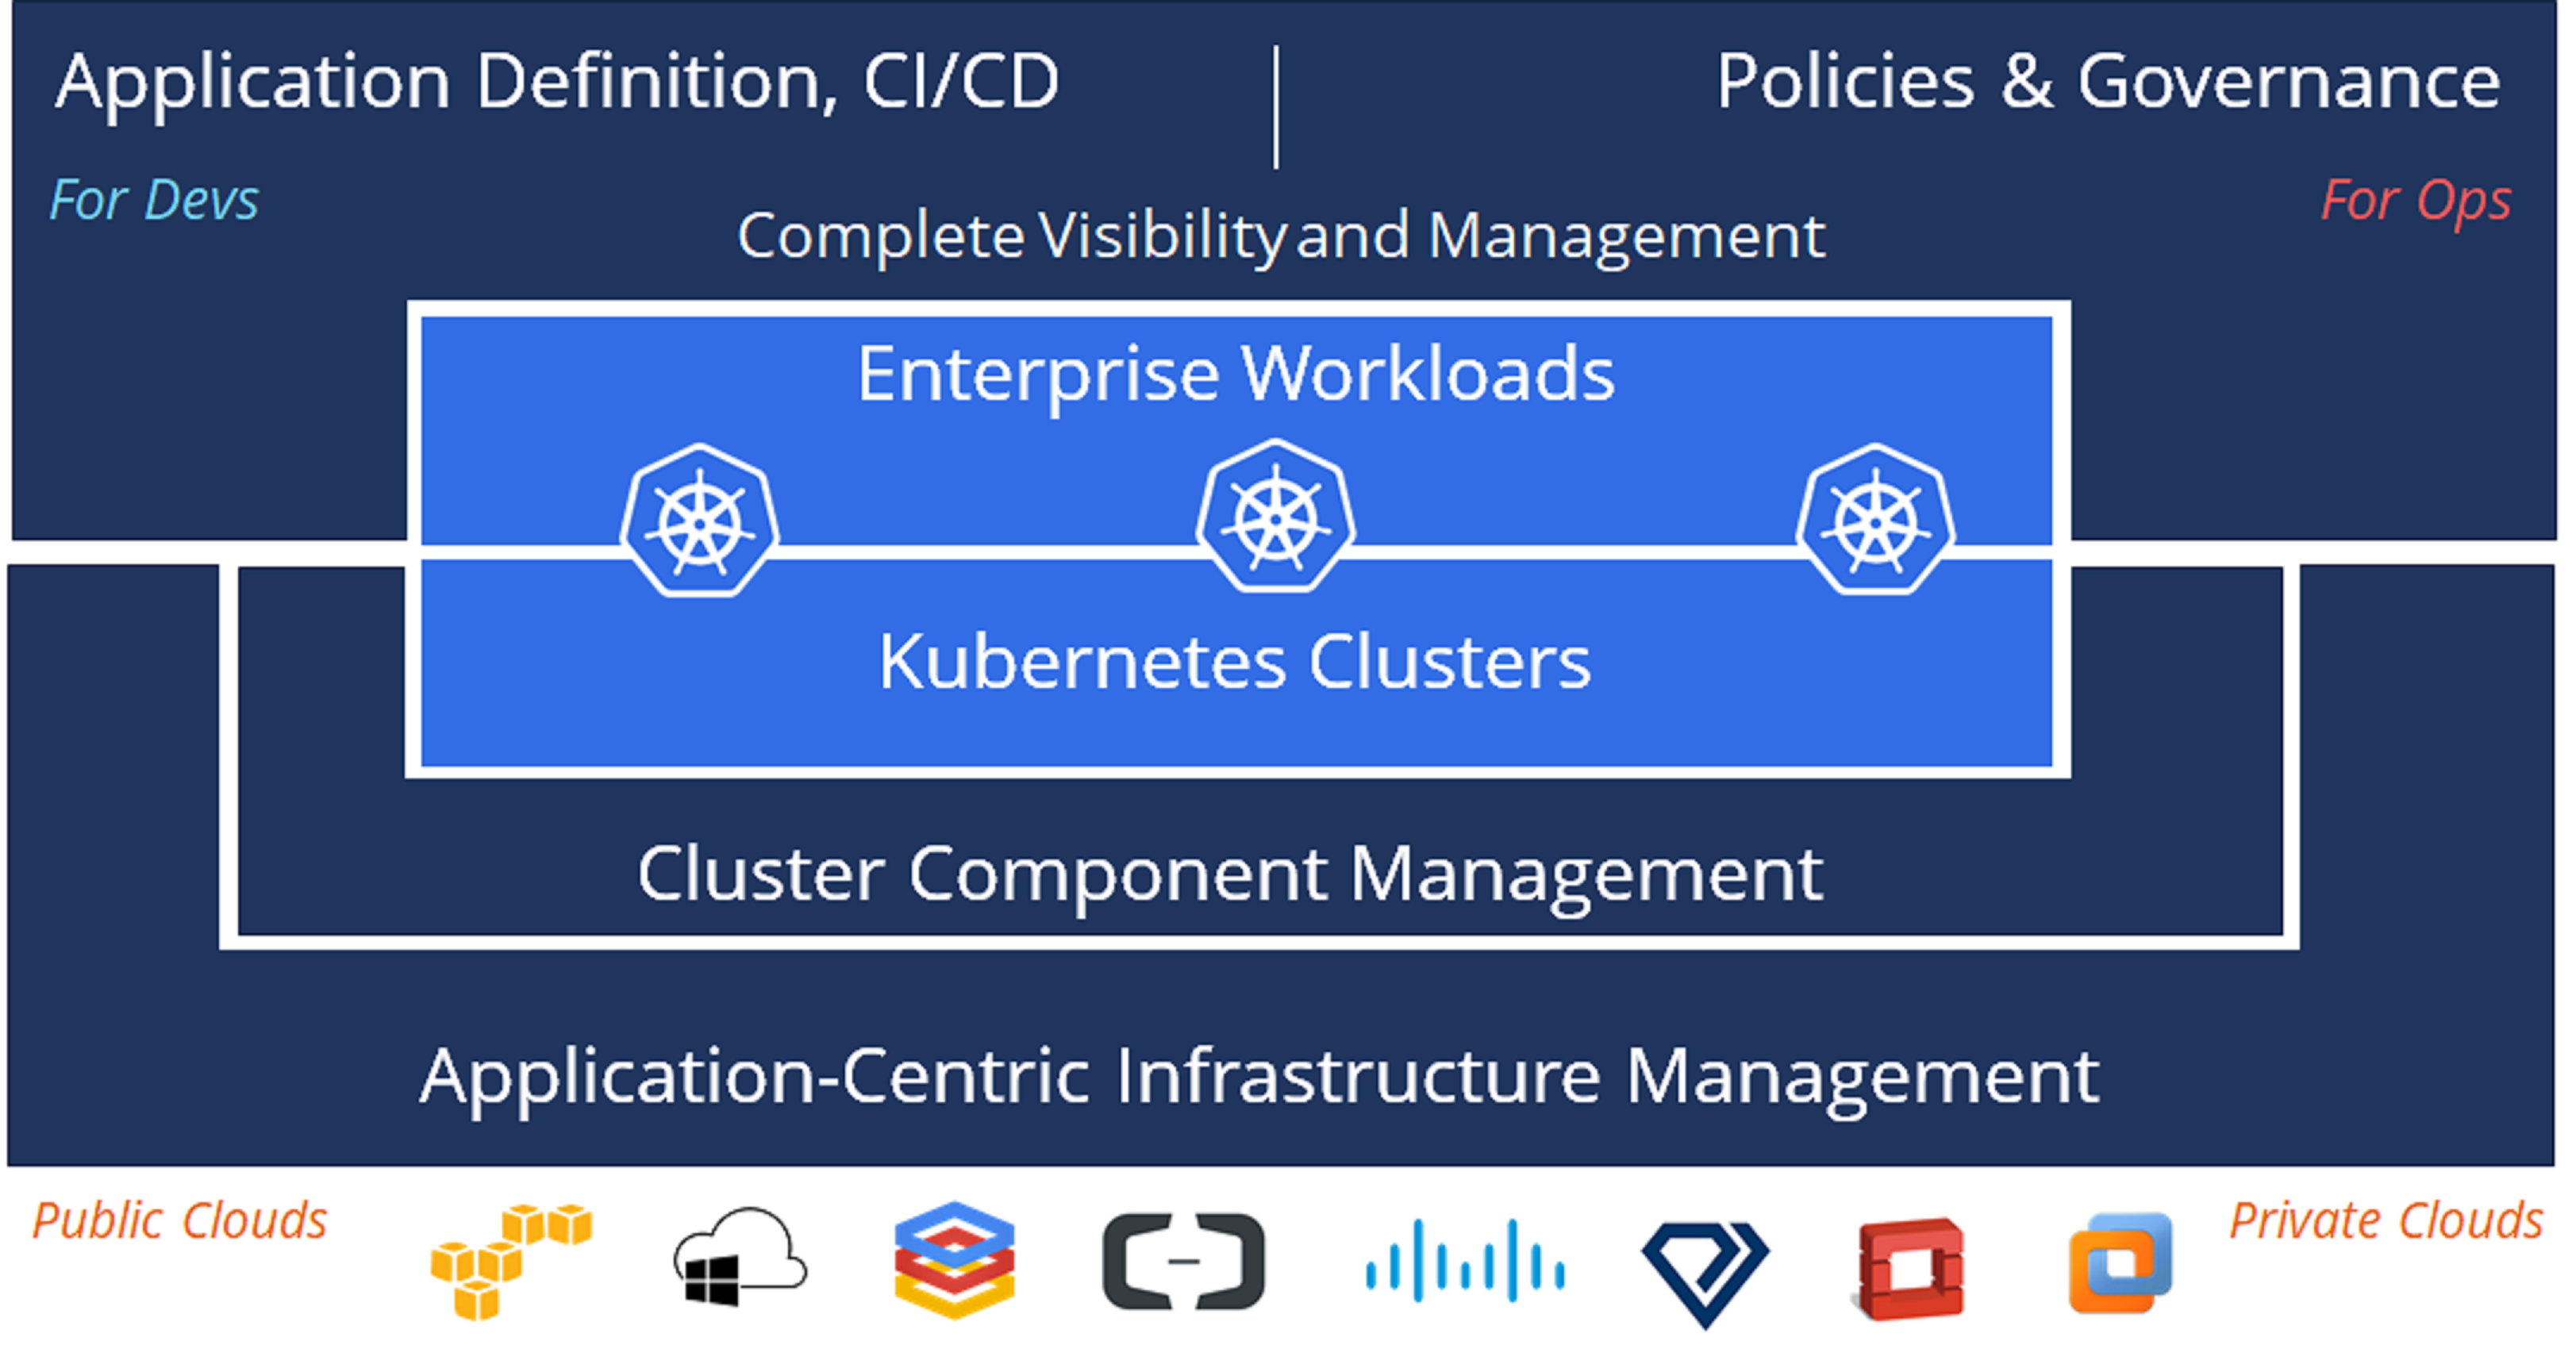 Application Definition, CI/CD
Policies & Governance
For Devs
For Ops
Complete Visibility and Management
Enterprise Workloads
Kubernetes Clusters
Cluster Component Management
Application-Centric Infrastructure Management
Public Clouds
Private Clouds